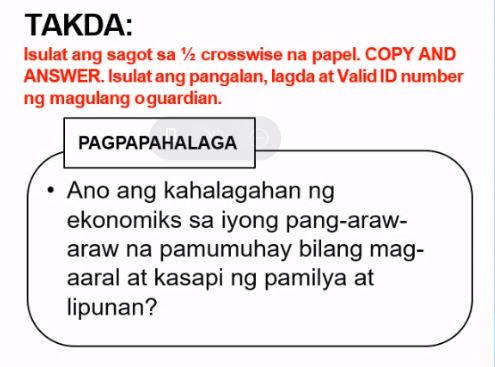 TAKDA:
Isulat ang sagot sa ½ crosswise na papel. COPY AND
ANSWER. Isulat ang pangalan, lagda at Valid ID number
ng magulang o guardian.
PAGPAPAHALAGA
• Ano ang kahalagahan ng
ekonomiks sa iyong pang-araw-
araw na pamumuhay bilang mag-
aaral at kasapi ng pamilya at
lipunan?